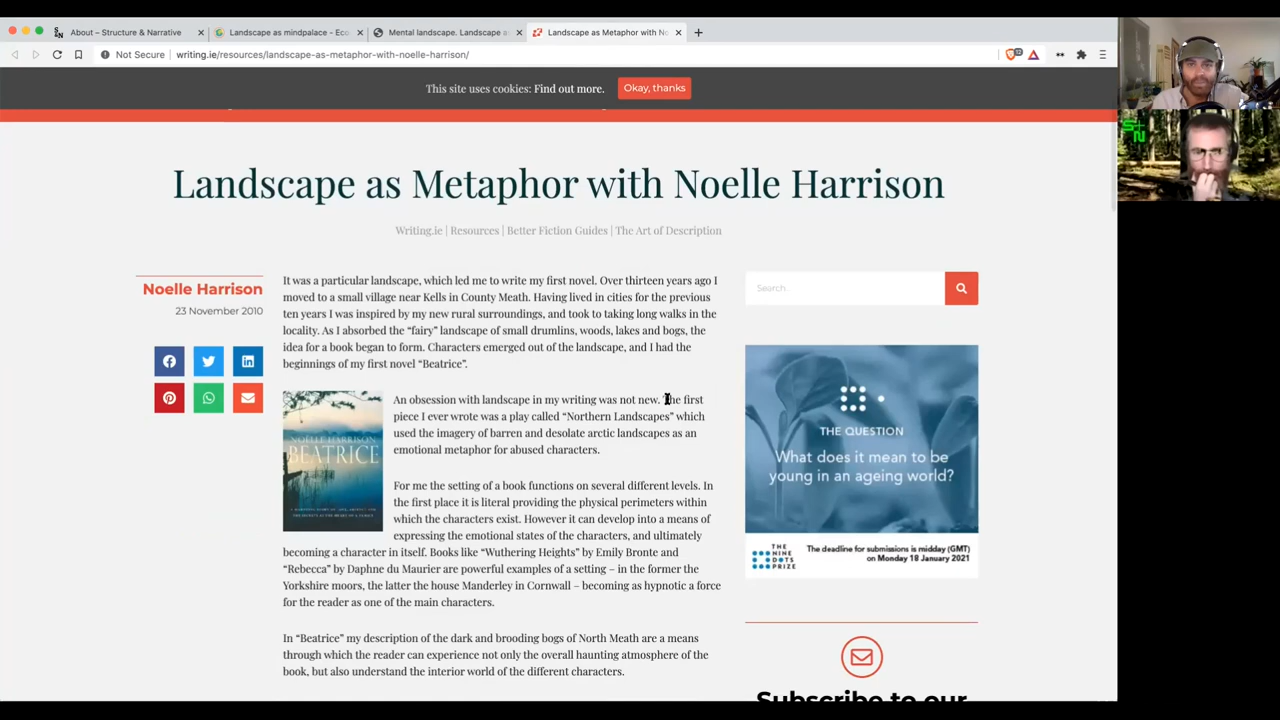 About – Structure & Narrative
Landscape as mindpalace - Eco
Mental landscape. Landscape a
Landscape as Metaphor with No
Not Secure
writing.ie/resources/landscape-as-metaphor-with-noelle-harrison/
This site uses cookies: Find out more.
Okay, thanks
S+N
Landscape as Metaphor with Noelle Harrison
Writing.ie | Resources | Better Fiction Guides | The Art of Description
Noelle Harrison
23 November 2010
It was a particular landscape, which led me to write my first novel. Over thirteen years ago I
moved to a small village near Kells in County Meath. Having lived in cities for the previous
ten years I was inspired by my new rural surroundings, and took to taking long walks in the
locality. As I absorbed the “fairy” landscape of small drumlins, woods, lakes and bogs, the
idea for a book began to form. Characters emerged out of the landscape, and I had the
beginnings of my first novel “Beatrice”.
NOËLLE HARRISON
BEATRICE
An obsession with landscape in my writing was not new. The first
piece I ever wrote was a play called “Northern Landscapes” which
used the imagery of barren and desolate arctic landscapes as an
emotional metaphor for abused characters.
For me the setting of a book functions on several different levels. In
the first place it is literal providing the physical perimeters within
which the characters exist. However it can develop into a means of
expressing the emotional states of the characters, and ultimately
becoming a character in itself. Books like “Wuthering Heights” by Emily Bronte and
“Rebecca” by Daphne du Maurier are powerful examples of a setting – in the former the
Yorkshire moors, the latter the house Manderley in Cornwall – becoming as hypnotic a force
for the reader as one of the main characters.
In “Beatrice” my description of the dark and brooding bogs of North Meath are a means
through which the reader can experience not only the overall haunting atmosphere of the
book, but also understand the interior world of the different characters.
Search
THE QUESTION
What does it mean to be
young in an ageing world?
THE
NINE
DOTS
PRIZE
The deadline for submissions is midday (GMT)
on Monday 18 January 2021
Subscribe to our